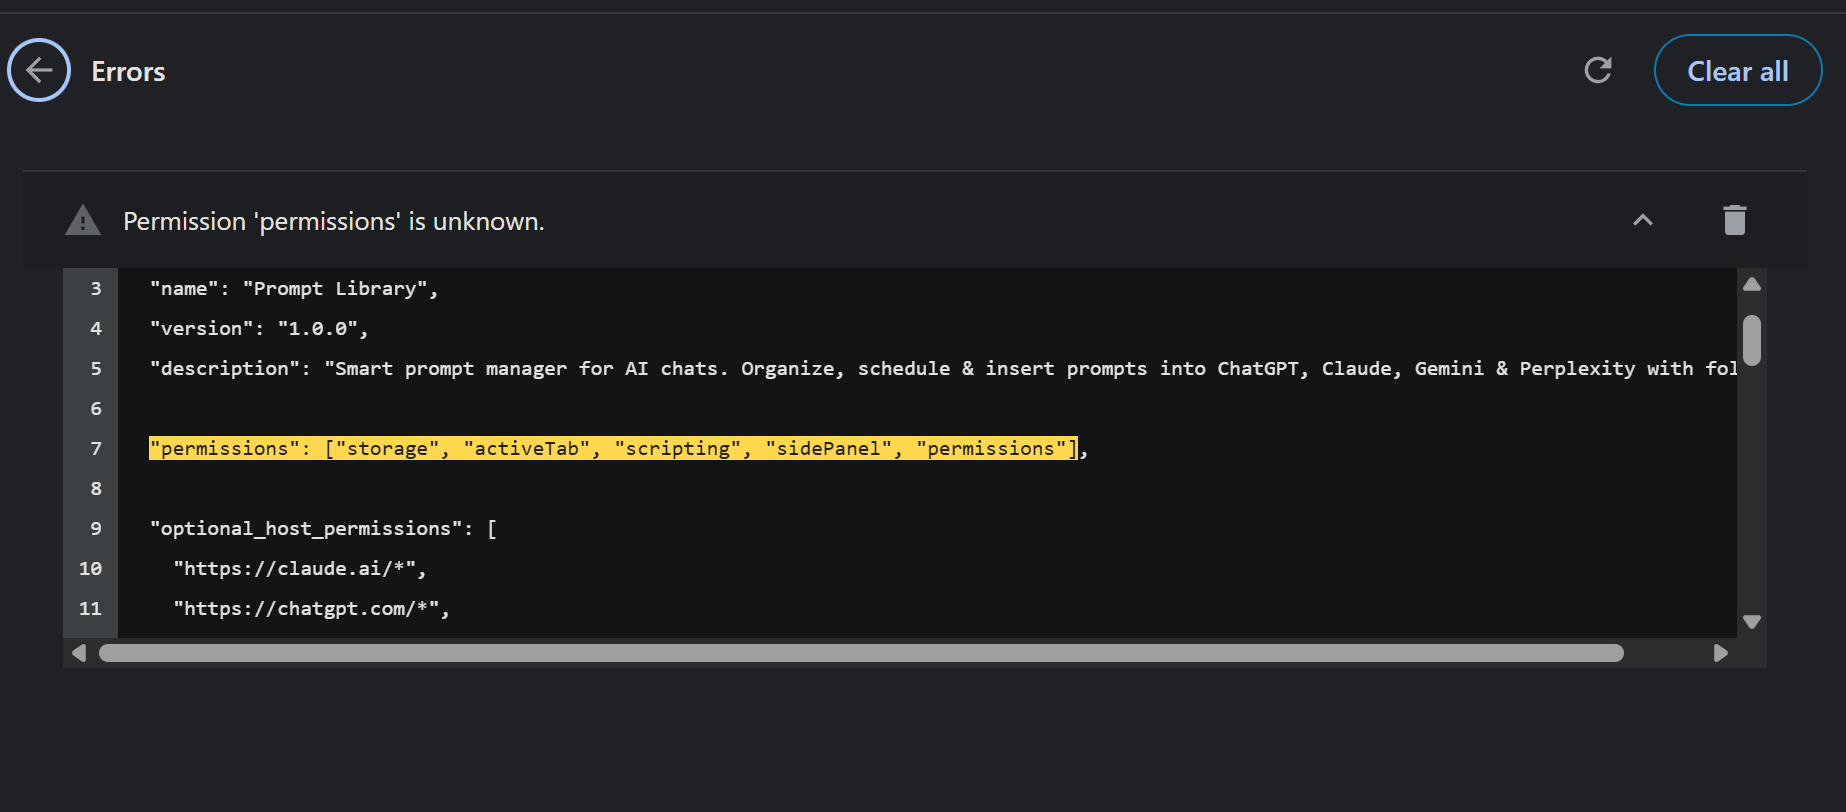 Errors
Clear all
Permission 'permissions' is unknown.
3 "name": "Prompt Library",
4 "version": "1.0.0",
5 "description": "Smart prompt manager for AI chats. Organize, schedule & insert prompts into ChatGPT, Claude, Gemini & Perplexity with fol
6
7 "permissions": ["storage", "activeTab", "scripting", "sidePanel", "permissions"],
8
9 "optional_host_permissions": [
10 "https://claude.ai/*",
11 "https://chatgpt.com/*",